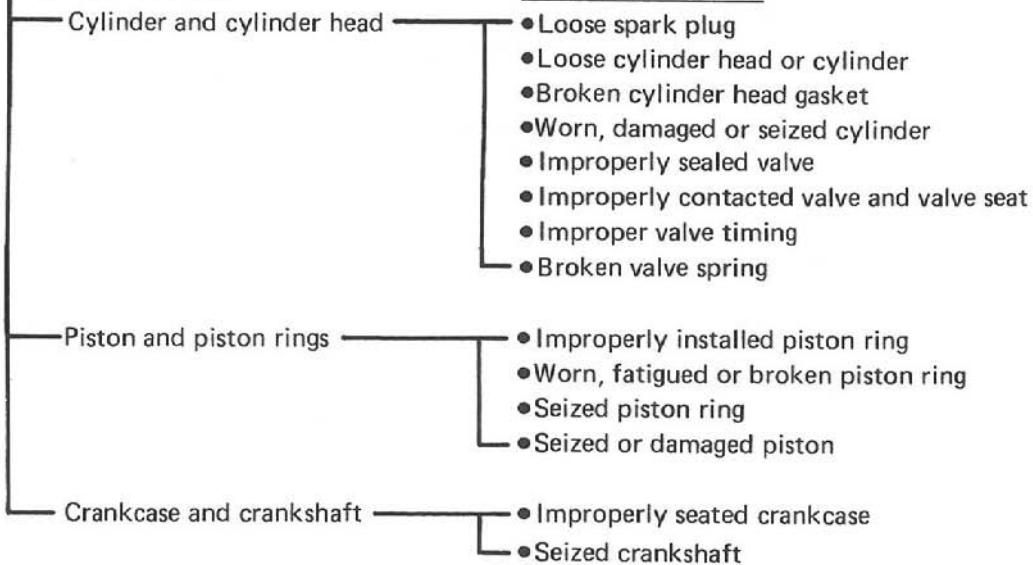 Cylinder and cylinder head
●Loose spark plug
●Loose cylinder head or cylinder
●Broken cylinder head gasket
●Worn, damaged or seized cylinder
●Improperly sealed valve
●Improperly contacted valve and valve seat
●Improper valve timing
●Broken valve spring
Piston and piston rings
●Improperly installed piston ring
●Worn, fatigued or broken piston ring
●Seized piston ring
●Seized or damaged piston
Crankcase and crankshaft
●Improperly seated crankcase
●Seized crankshaft